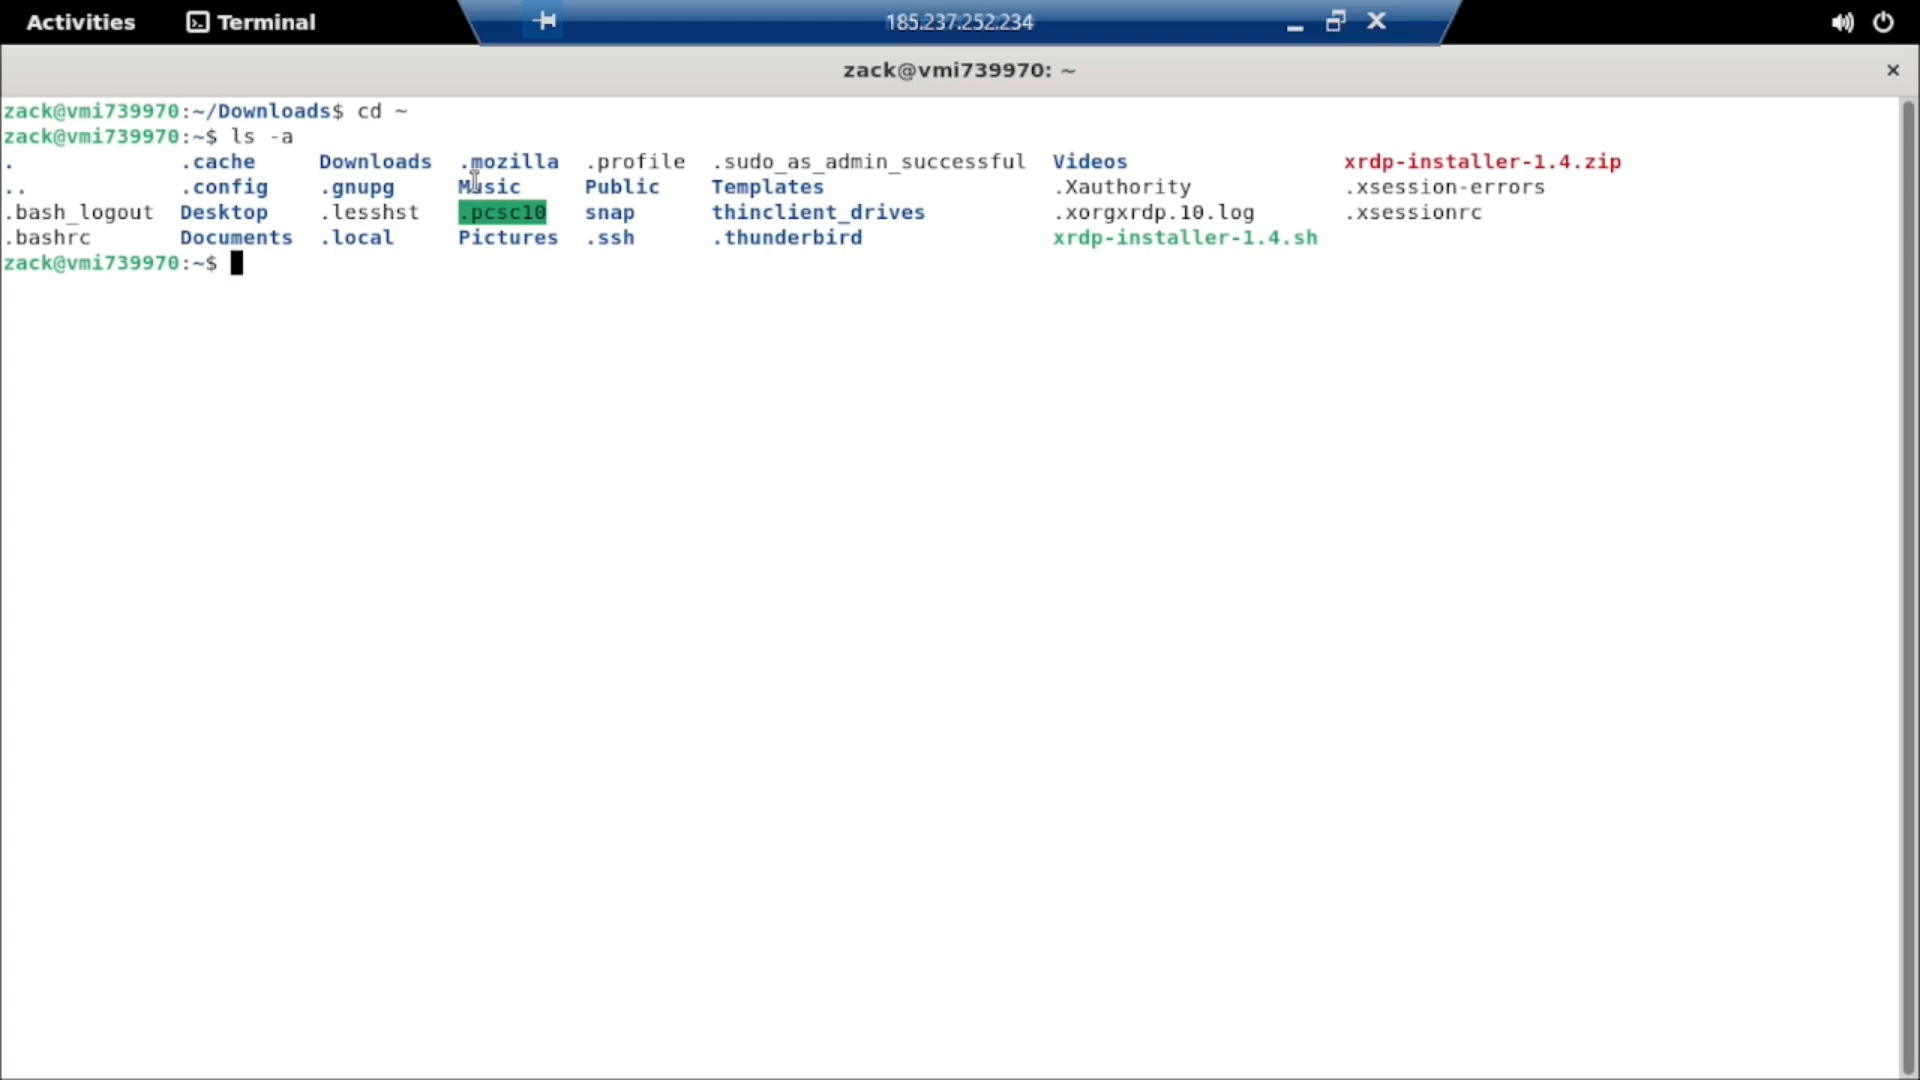 Activities Terminal 185.237.252.234
zack@vmi739970: ~
zack@vmi739970:~/Downloads$ cd ~
zack@vmi739970:~$ ls -a
. .cache Downloads .mozilla .profile .sudo_as_admin_successful Videos xrdp-installer-1.4.zip
.. .config .gnupg Music Public Templates .Xauthority .xsession-errors
.bash_logout Desktop .lesshst .pcsc10 snap thinclient_drives .xorgxrdp.10.log .xsessionrc
.bashrc Documents .local Pictures .ssh .thunderbird xrdp-installer-1.4.sh
zack@vmi739970:~$